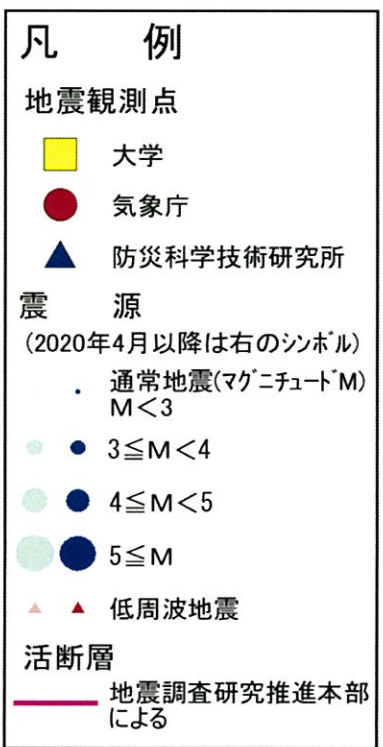 凡 例
地震観測点
大学
気象庁
防災科学技術研究所
震 源
(2020年4月以降は右のシンボル)
通常地震(マグニチュードM)
M<3
3≦M<4
4≦M<5
5≦M
低周波地震
活断層
地震調査研究推進本部
による